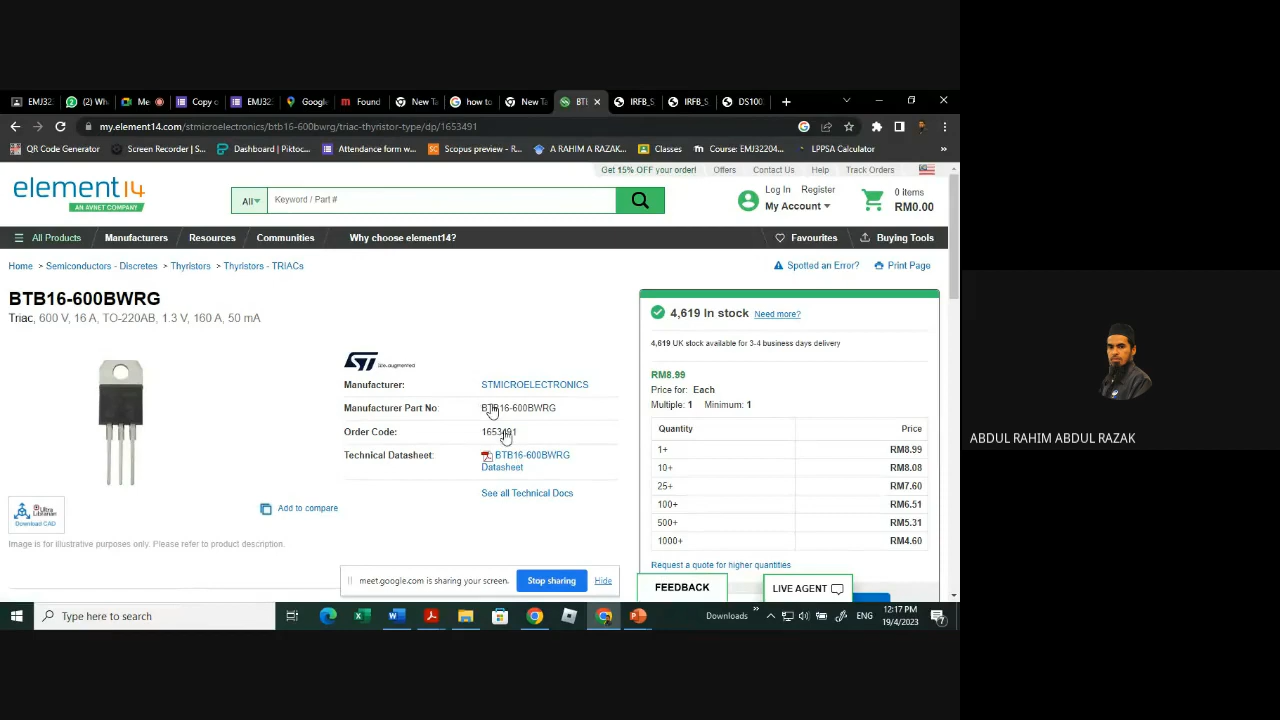 EMJ32
(2) Wh
Me
Copy c
EMJ32
Google
Found
New Ta
how to
New Ta
BTI
IRFB_S
IRFB_S
DS100
my.element14.com/stmicroelectronics/btb16-600bwrg/triac-thyristor-type/dp/1653491
QR Code Generator
Screen Recorder | S...
Dashboard | Piktoc...
Attendance form w...
Scopus preview - R...
A RAHIM A RAZAK...
Classes
Course: EMJ32204...
LPPSA Calculator
»
Get 15% OFF your order!
Offers
Contact Us
Help
Track Orders
element14
AN AVNET COMPANY
All
Keyword / Part #
Log In
Register
My Account
0 items
RM0.00
All Products
Manufacturers
Resources
Communities
Why choose element14?
Favourites
Buying Tools
Home > Semiconductors - Discretes > Thyristors > Thyristors - TRIACs
Spotted an Error?
Print Page
BTB16-600BWRG
Triac, 600 V, 16 A, TO-220AB, 1.3 V, 160 A, 50 mA
ST life.augmented
Manufacturer: STMICROELECTRONICS
Manufacturer Part No: BTB16-600BWRG
Order Code: 1653491
Technical Datasheet: BTB16-600BWRG
Datasheet
See all Technical Docs
Ultra
Librarian
Download CAD
Add to compare
Image is for illustrative purposes only. Please refer to product description.
4,619 In stock Need more?
4,619 UK stock available for 3-4 business days delivery
RM8.99
Price for: Each
Multiple: 1 Minimum: 1
Quantity Price
1+ RM8.99
10+ RM8.08
25+ RM7.60
100+ RM6.51
500+ RM5.31
1000+ RM4.60
Request a quote for higher quantities
FEEDBACK
LIVE AGENT
meet.google.com is sharing your screen.
Stop sharing
Hide
Type here to search
Downloads
»
ENG
12:17 PM
19/4/2023
7
ABDUL RAHIM ABDUL RAZAK